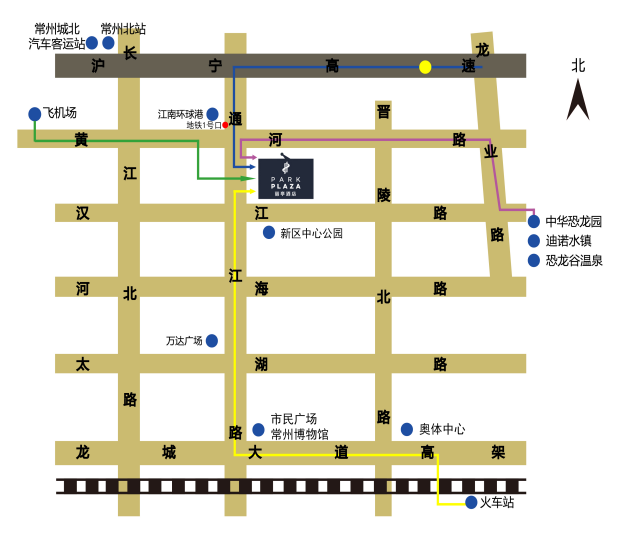 常州城北
汽车客运站
常州北站
北
沪宁高速
龙业路
长江北路
飞机场
江南环球港
地铁1号口
通江路
晋陵北路
黄河路
PARK
PLAZA
中华恐龙园
迪诺水镇
恐龙谷温泉
汉江路
新区中心公园
河海路
万达广场
太湖路
市民广场
常州博物馆
奥体中心
龙城大道高架
火车站